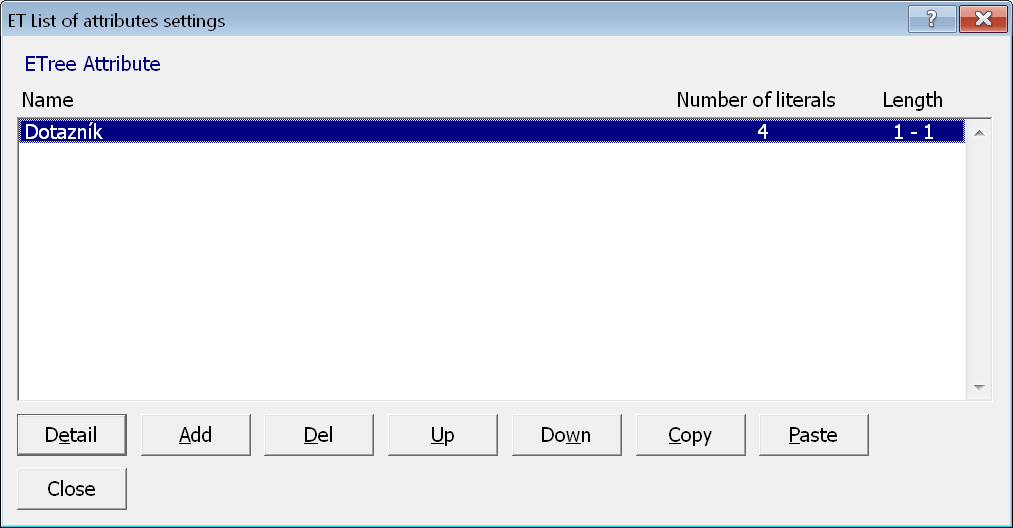 ET List of attributes settings
?
ETree Attribute
Name Number of literals Length
Dotazník 4 1 - 1
Detail Add Del Up Down Copy Paste
Close